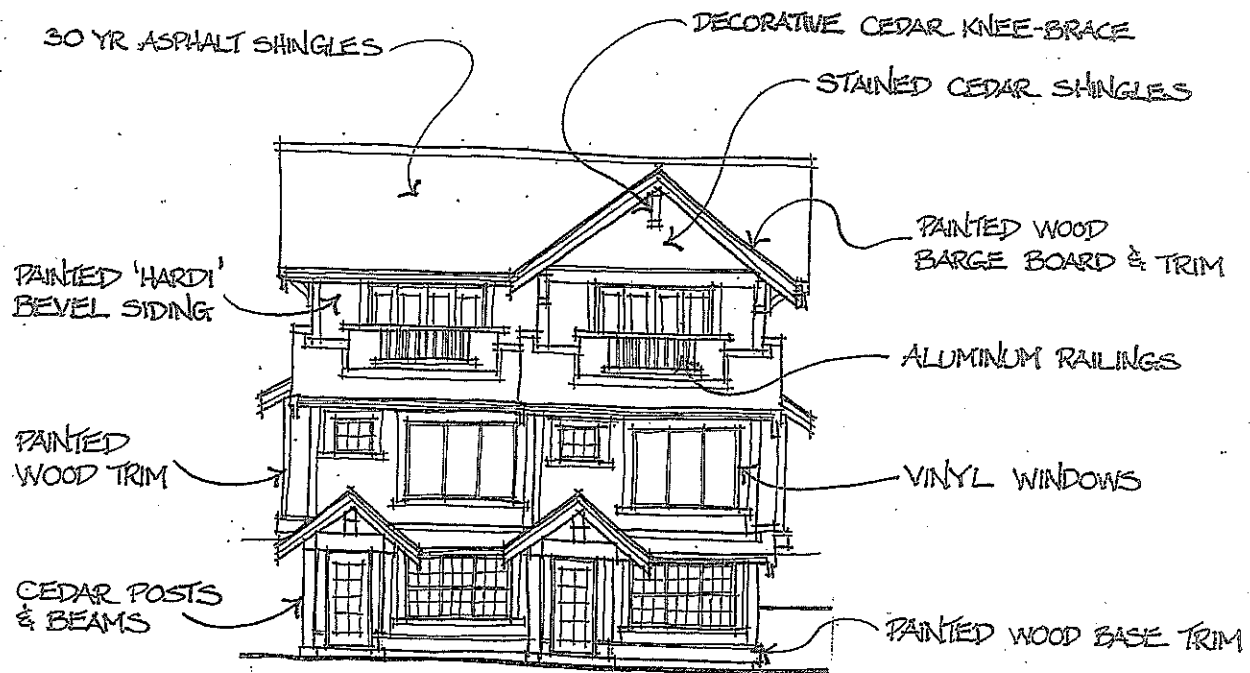 30 YR ASPHALT SHINGLES
DECORATIVE CEDAR KNEE-BRACE
STAINED CEDAR SHINGLES
PAINTED WOOD
BARGE BOARD & TRIM
PAINTED 'HARDI'
BEVEL SIDING
ALUMINUM RAILINGS
PAINTED
WOOD TRIM
VINYL WINDOWS
CEDAR POSTS
& BEAMS
PAINTED WOOD BASE TRIM